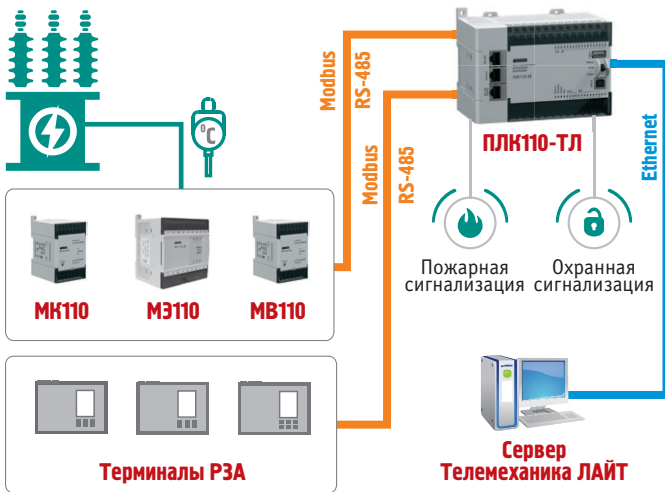 Modbus
RS-485
Modbus
RS-485
Ethernet
ПЛК110-ТЛ
°C
Пожарная
сигнализация
Охранная
сигнализация
МК110
МЭ110
МВ110
Терминалы РЗА
Сервер
Телемеханика ЛАЙТ